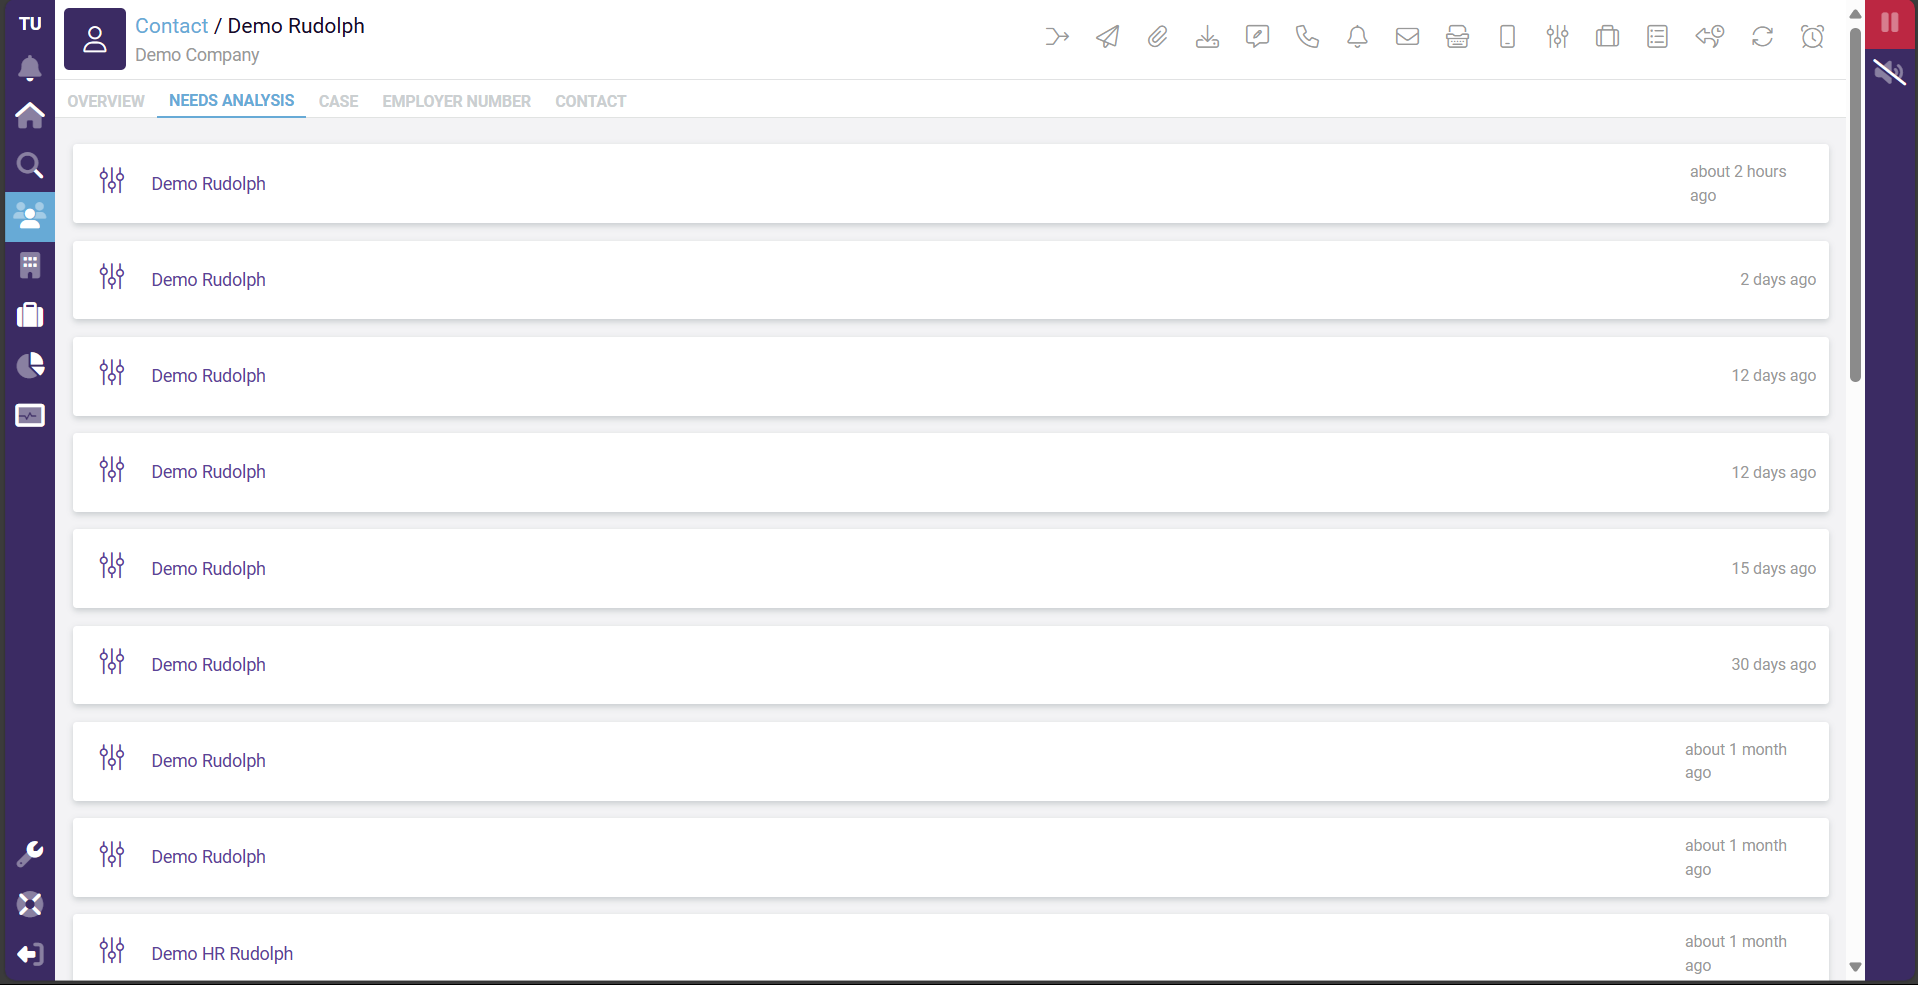 TU
Contact / Demo Rudolph
Demo Company
OVERVIEW NEEDS ANALYSIS CASE EMPLOYER NUMBER CONTACT
Demo Rudolph
about 2 hours
ago
Demo Rudolph
2 days ago
Demo Rudolph
12 days ago
Demo Rudolph
12 days ago
Demo Rudolph
15 days ago
Demo Rudolph
30 days ago
Demo Rudolph
about 1 month
ago
Demo Rudolph
about 1 month
ago
Demo HR Rudolph
about 1 month
ago